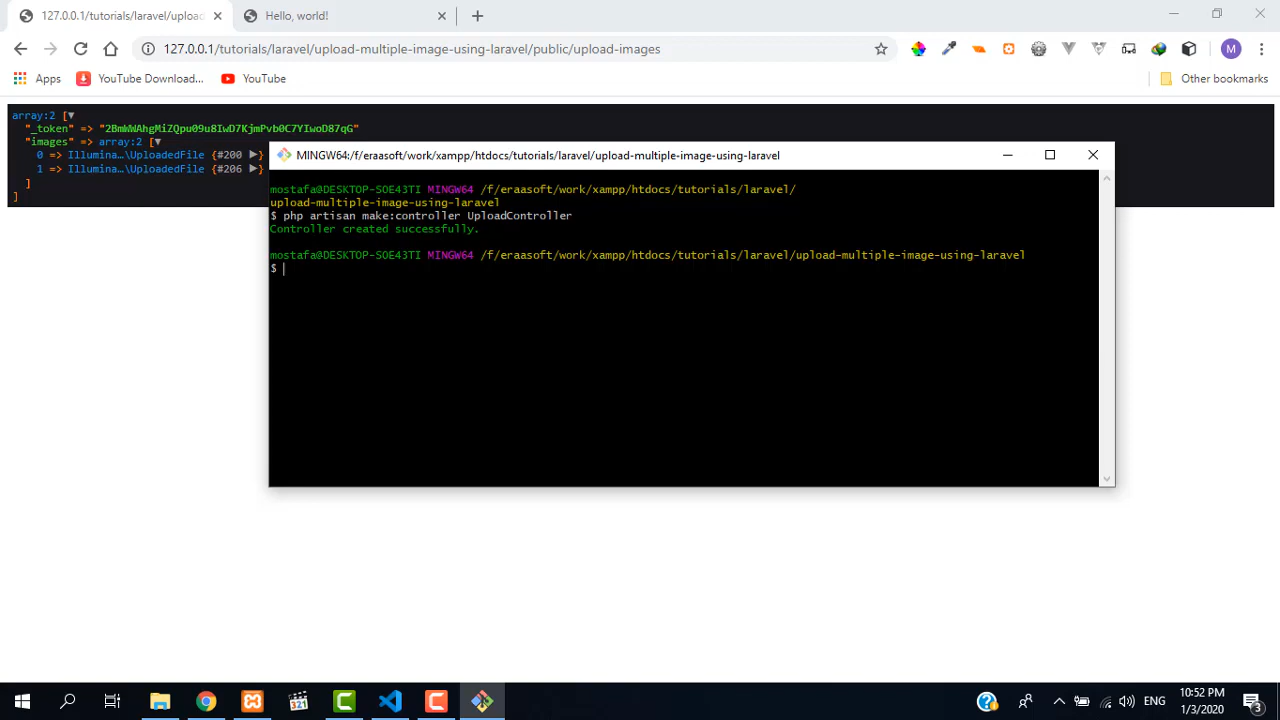 127.0.0.1/tutorials/laravel/upload
Hello, world!
127.0.0.1/tutorials/laravel/upload-multiple-image-using-laravel/public/upload-images
M
Apps
YouTube Download...
YouTube
Other bookmarks
array:2 [▼
"_token" => "2BmWWAhgMiZQpu09u8IwD7KjmPvb0C7YIwoD87qG"
"images" => array:2 [▼
0 => Illumina…\UploadedFile {#200 ▶}
1 => Illumina…\UploadedFile {#206 ▶}
]
]
MINGW64:/f/eraasoft/work/xampp/htdocs/tutorials/laravel/upload-multiple-image-using-laravel
mostafa@DESKTOP-SOE43TI MINGW64 /f/eraasoft/work/xampp/htdocs/tutorials/laravel/
upload-multiple-image-using-laravel
$ php artisan make:controller UploadController
Controller created successfully.
mostafa@DESKTOP-SOE43TI MINGW64 /f/eraasoft/work/xampp/htdocs/tutorials/laravel/upload-multiple-image-using-laravel
$
321
ENG
10:52 PM
1/3/2020
3